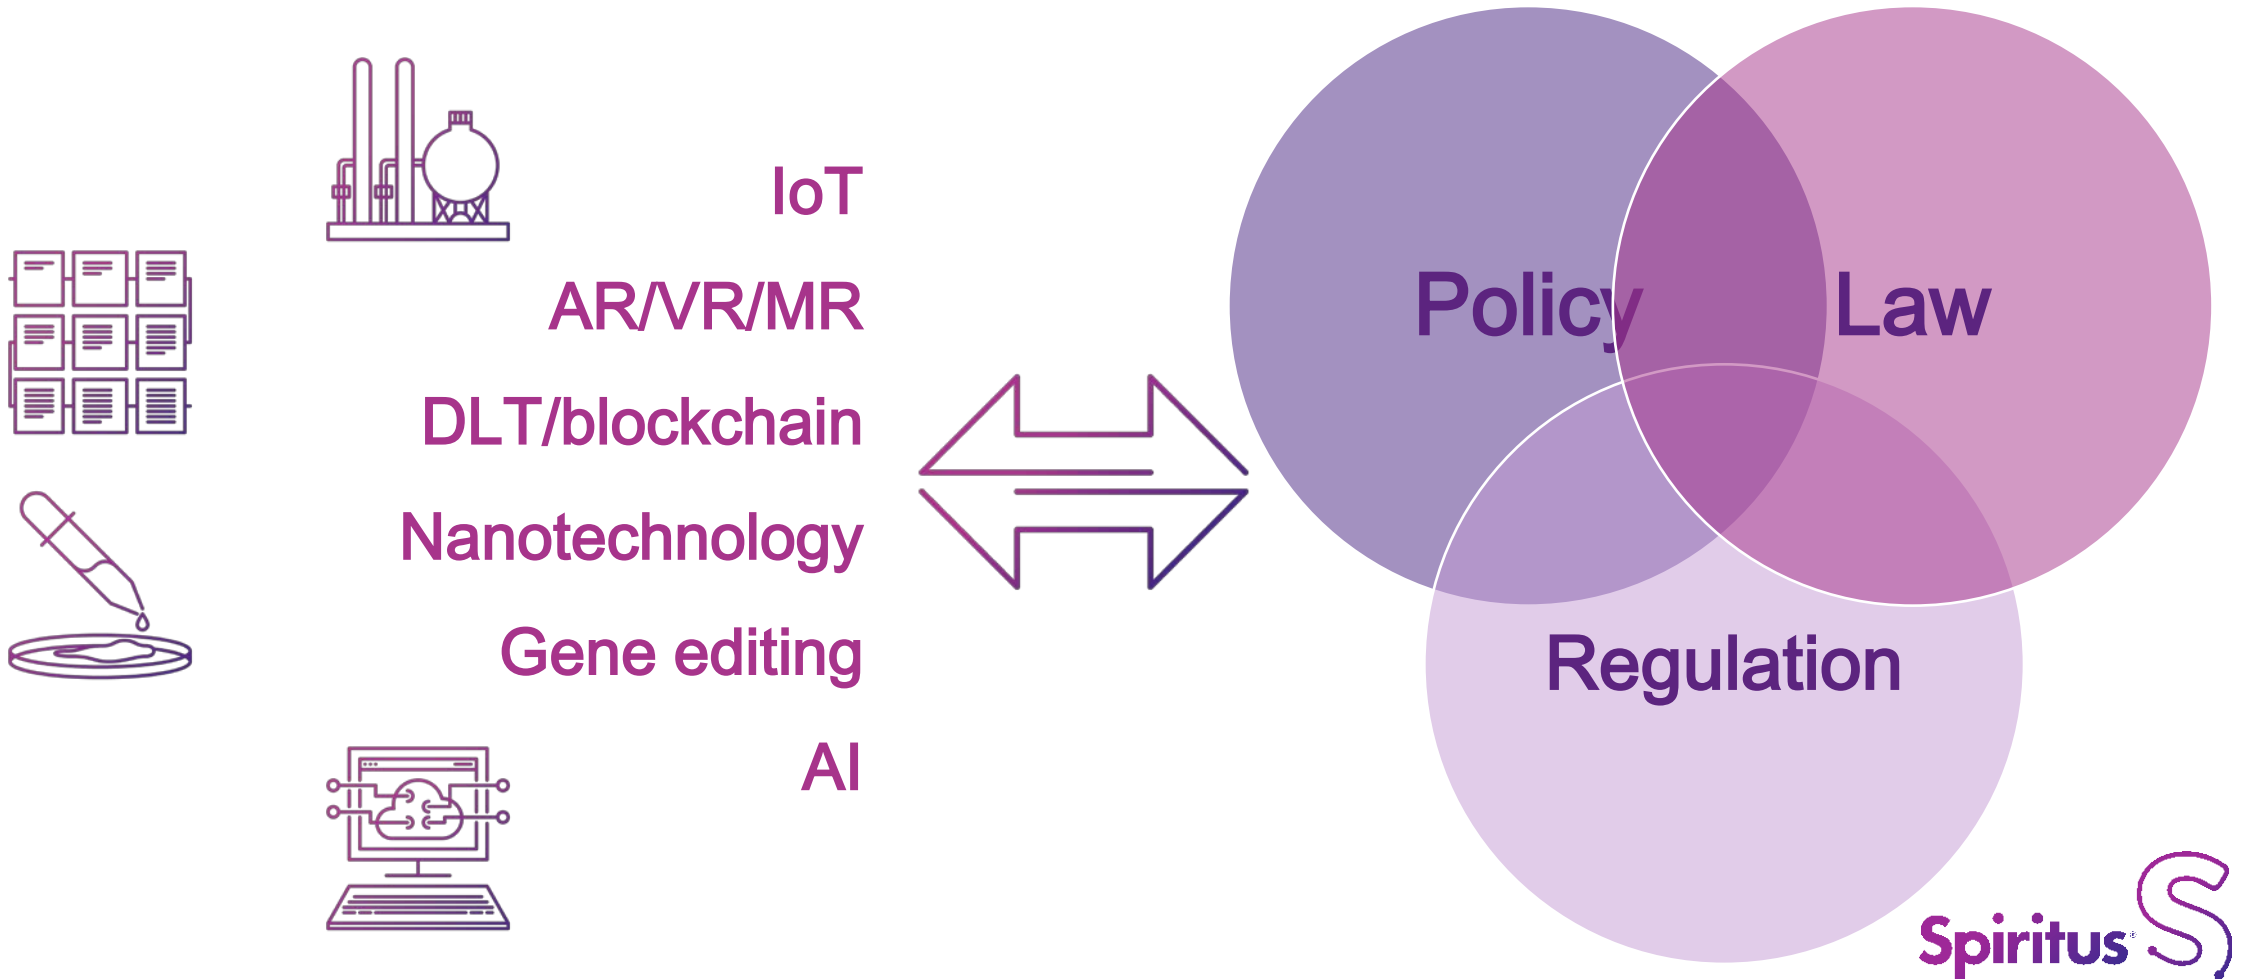 IoT
AR/VR/MR
DLT/blockchain
Nanotechnology
Gene editing
AI
Policy
Law
Regulation
Spiritus®